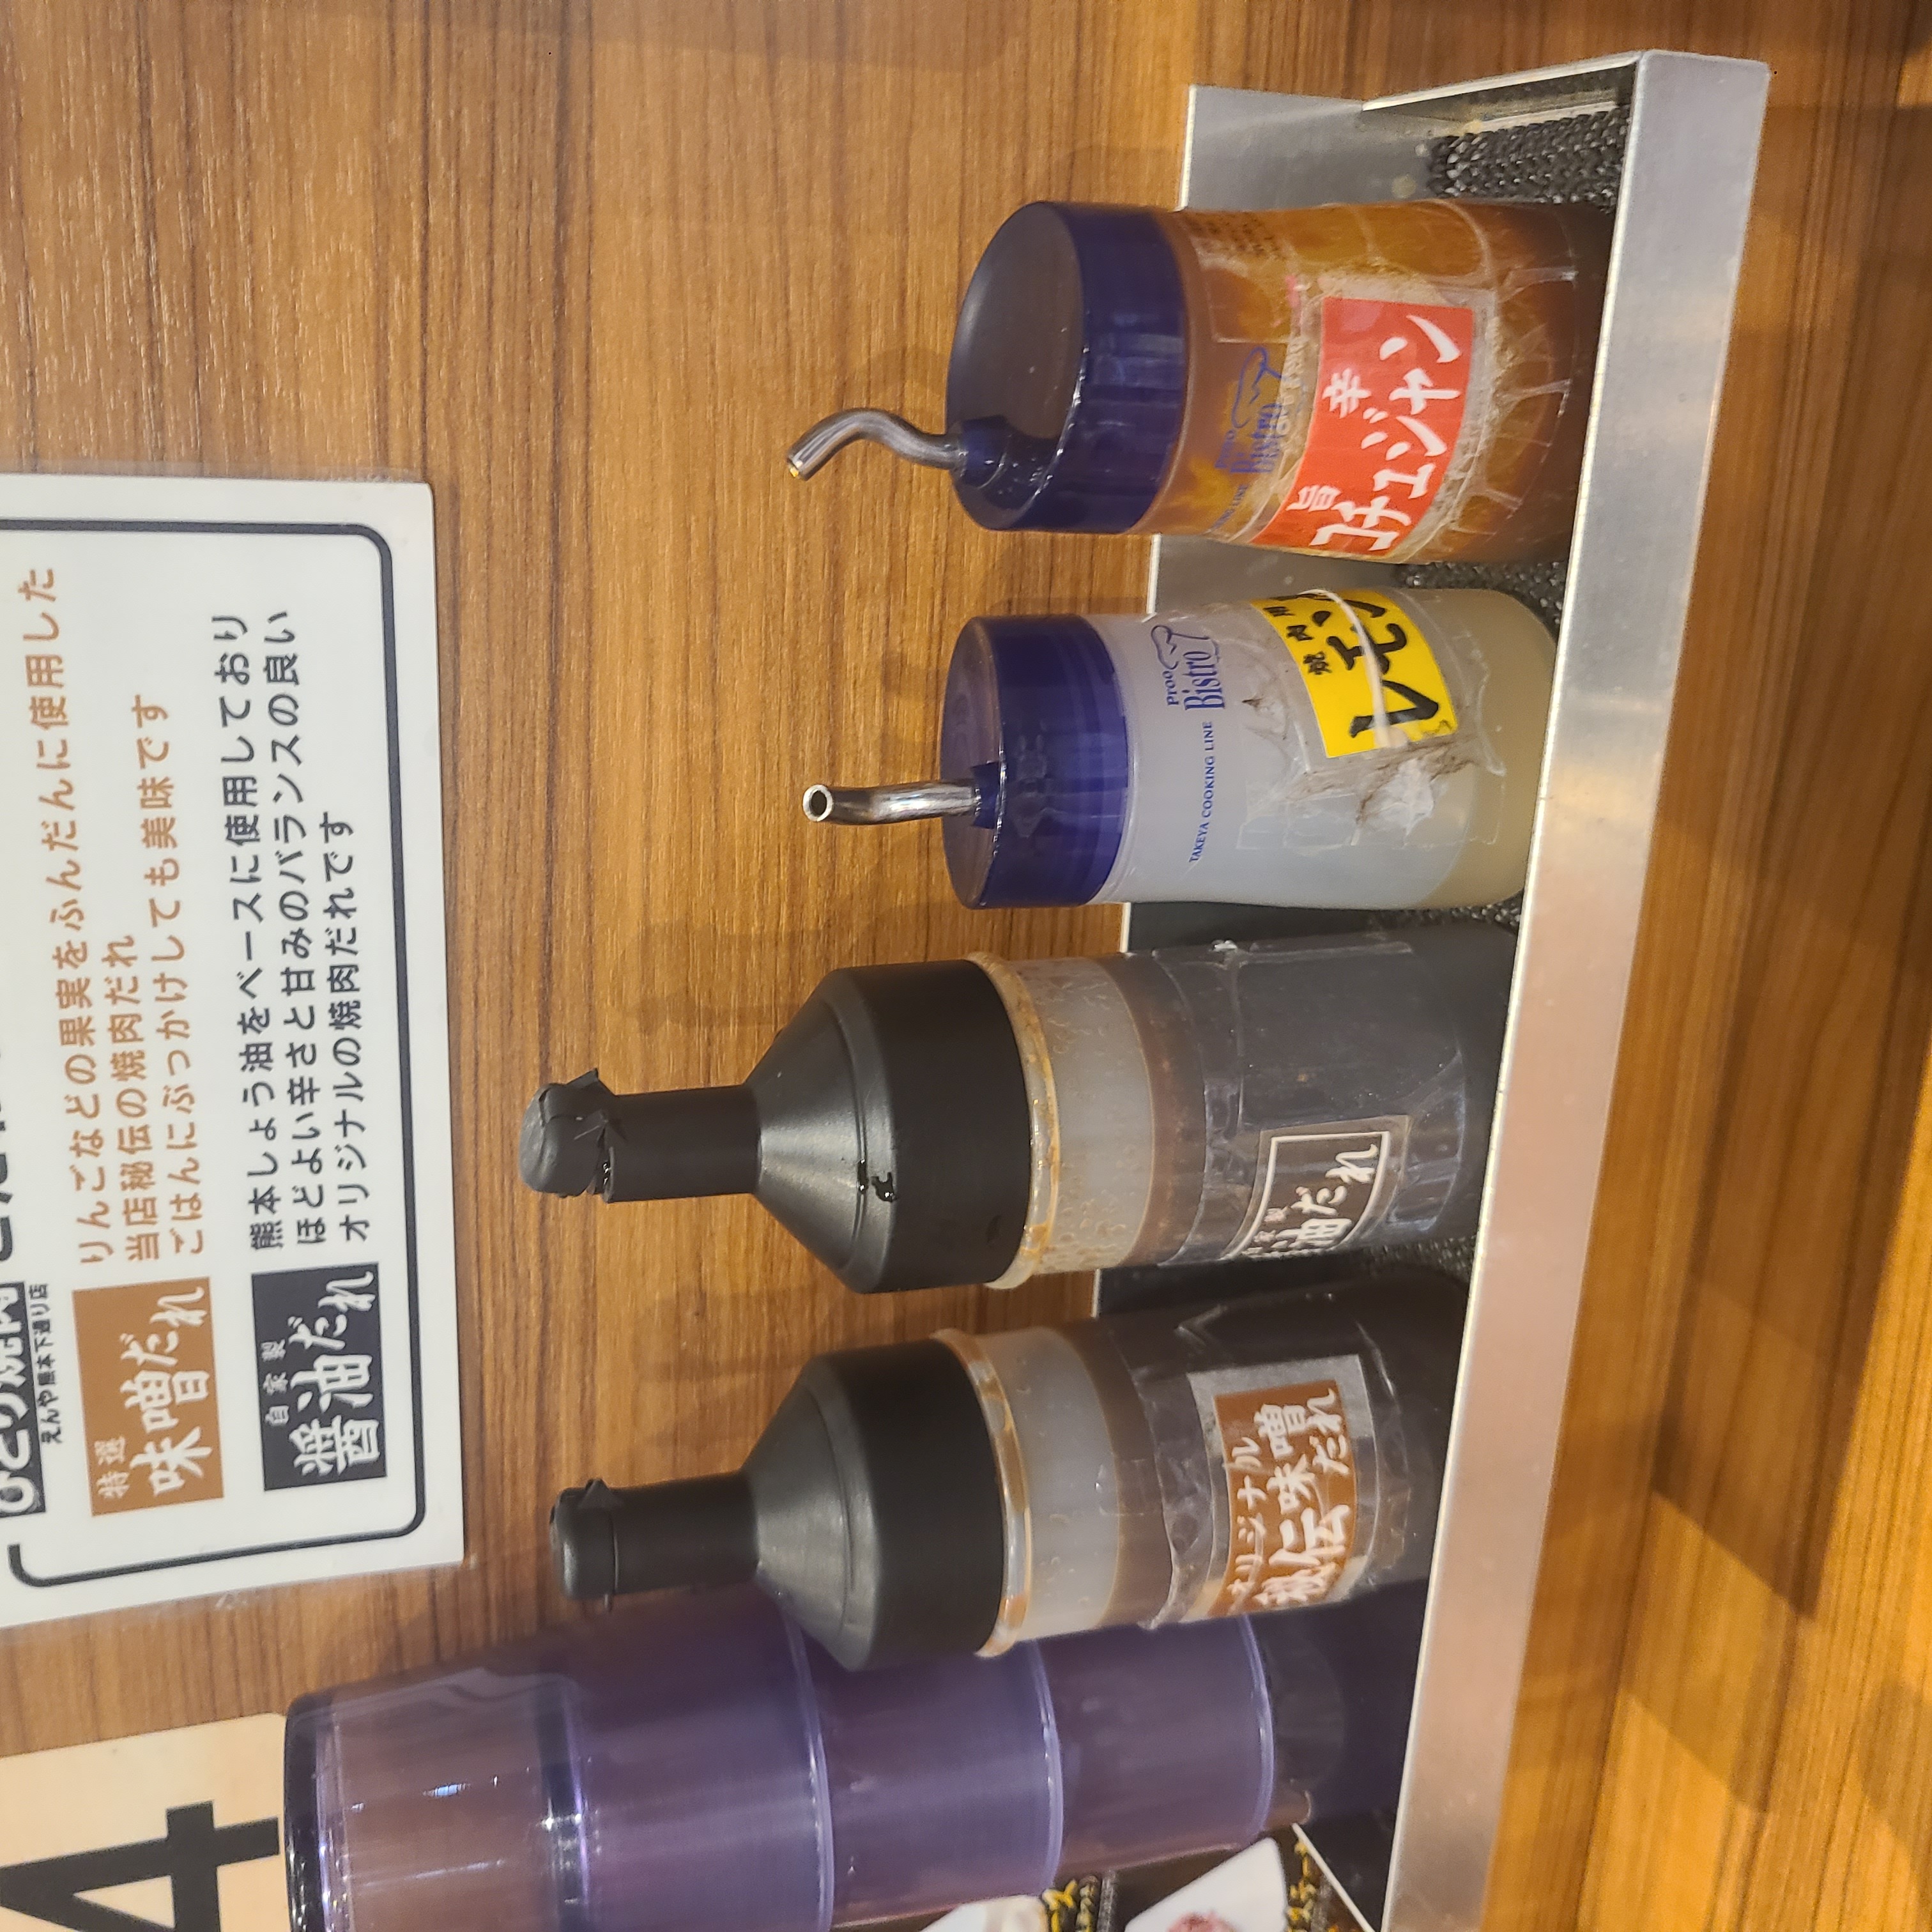 ひとり焼肉
えんや熊本下通り店
特選
味噌だれ
りんごなどの果実をふんだんに使用した
当店秘伝の焼肉だれ
ごはんにぶっかけしても美味です
自家製
醤油だれ
熊本しょう油をベースに使用しており
ほどよい辛さと甘みのバランスの良い
オリジナルの焼肉だれです
4
オリジナル
秘伝味噌
だれ
油だれ
TAKEYA COOKING LINE
Proo
Bistro
焼肉用
レモン
Bistro
旨辛
コチュジャン